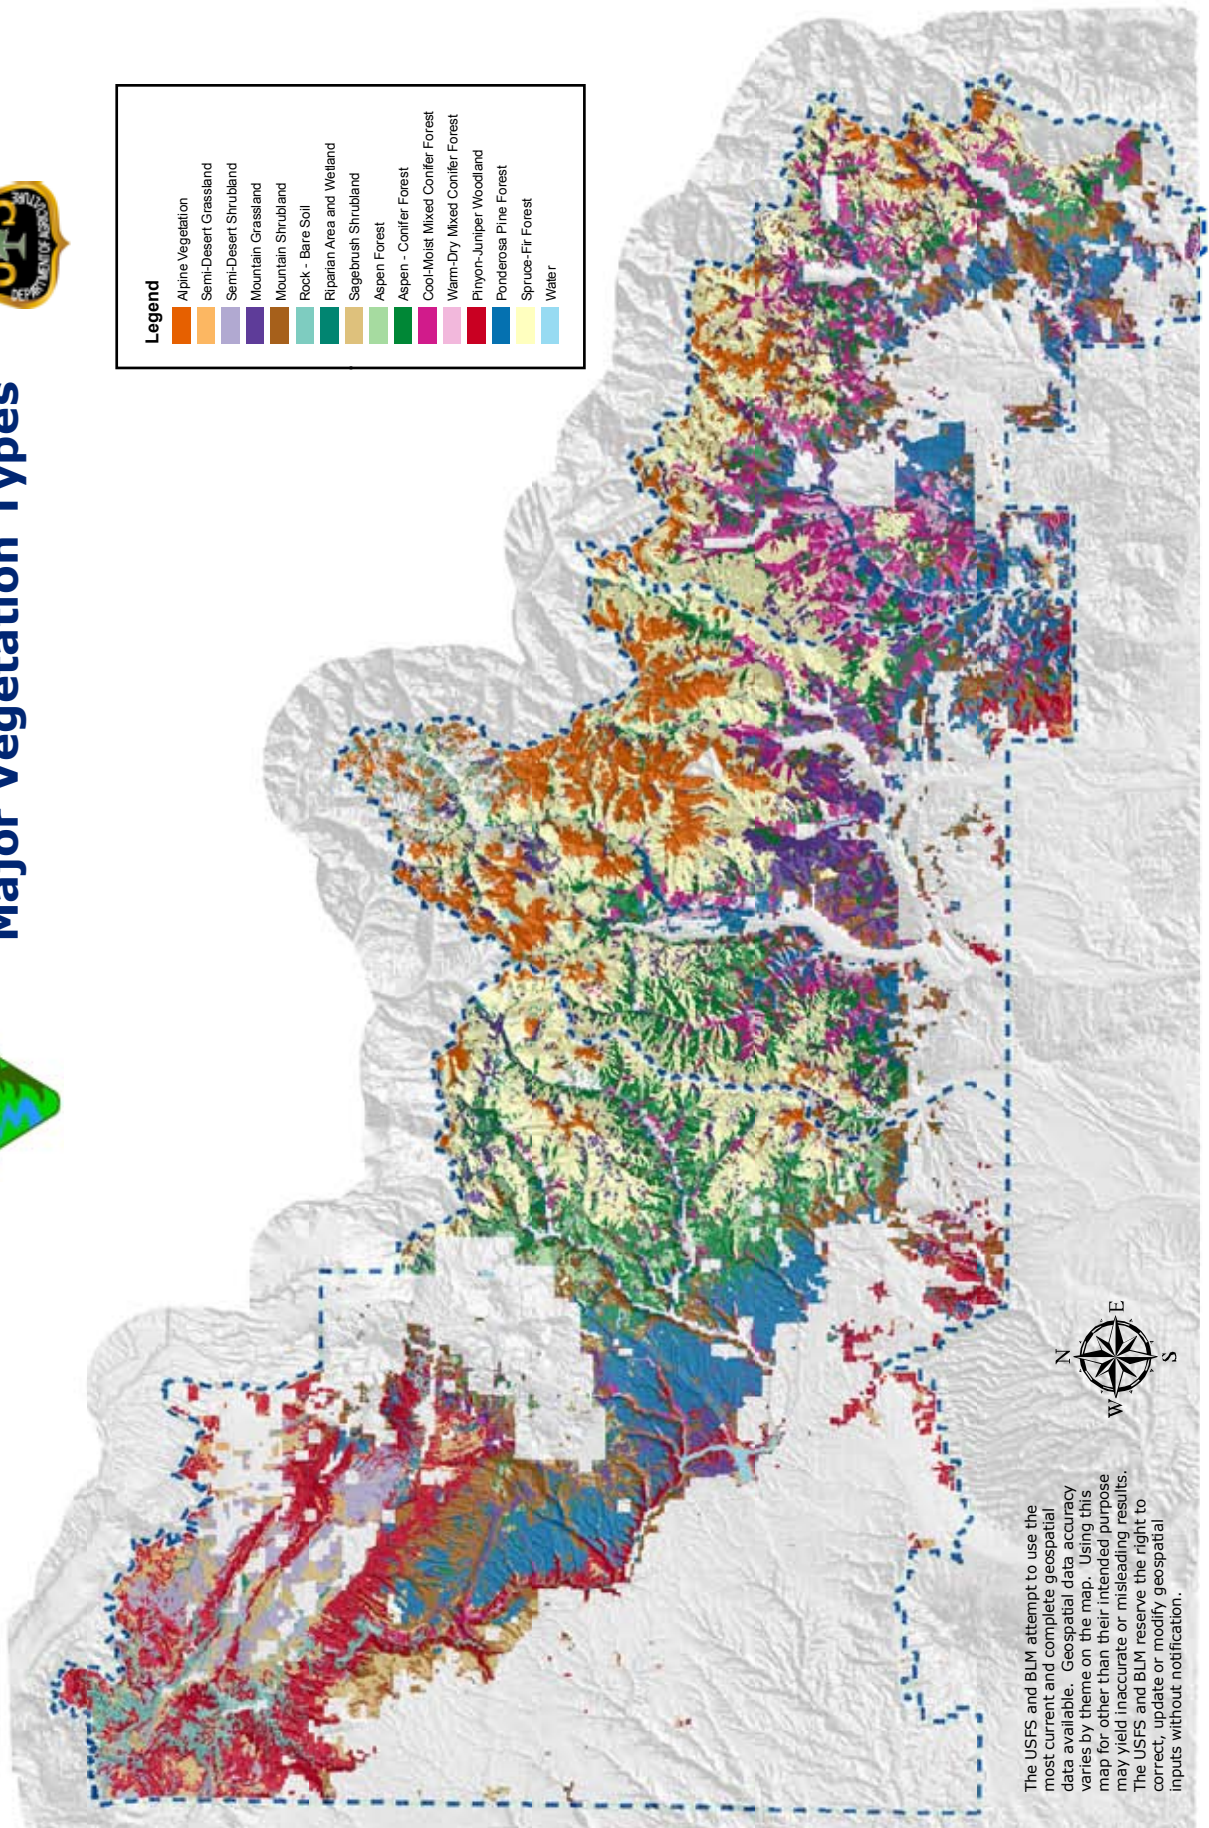 Major Vegetation Types
DEPARTMENT OF AGRICULTURE
Legend
Alpine Vegetation
Semi-Desert Grassland
Semi-Desert Shrubland
Mountain Grassland
Mountain Shrubland
Rock - Bare Soil
Riparian Area and Wetland
Sagebrush Shrubland
Aspen Forest
Aspen - Conifer Forest
Cool-Moist Mixed Conifer Forest
Warm-Dry Mixed Conifer Forest
Pinyon-Juniper Woodland
Ponderosa Pine Forest
Spruce-Fir Forest
Water
N
W
E
S
The USFS and BLM attempt to use the
most current and complete geospatial
data available. Geospatial data accuracy
varies by theme on the map. Using this
map for other than their intended purpose
may yield inaccurate or misleading results.
The USFS and BLM reserve the right to
correct, update or modify geospatial
inputs without notification.